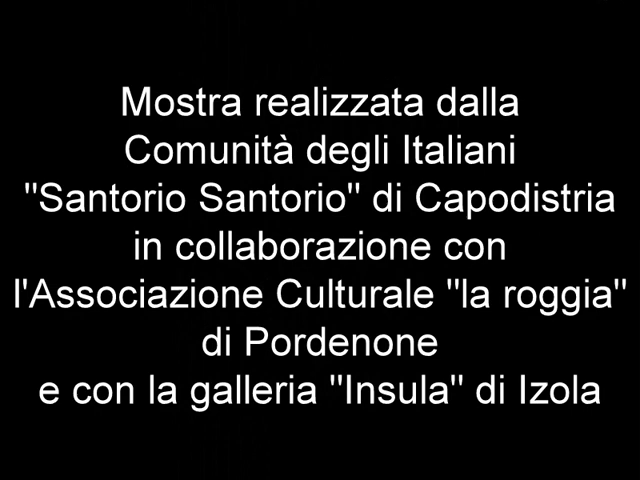 Mostra realizzata dalla
Comunità degli Italiani
"Santorio Santorio" di Capodistria
in collaborazione con
l'Associazione Culturale "la roggia"
di Pordenone
e con la galleria "Insula" di Izola